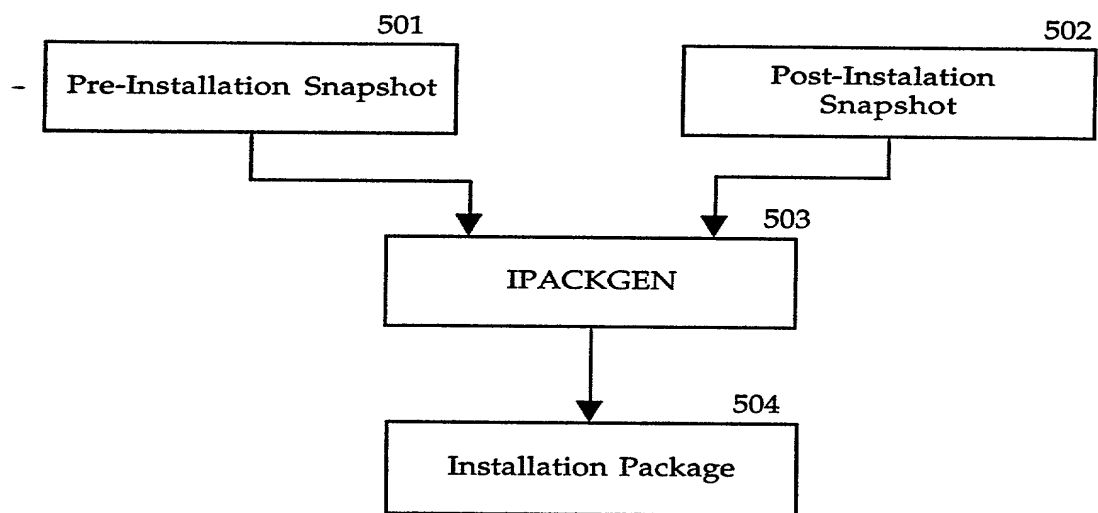 501
Pre-Installation Snapshot
502
Post-Instalation
Snapshot
503
IPACKGEN
504
Installation Package